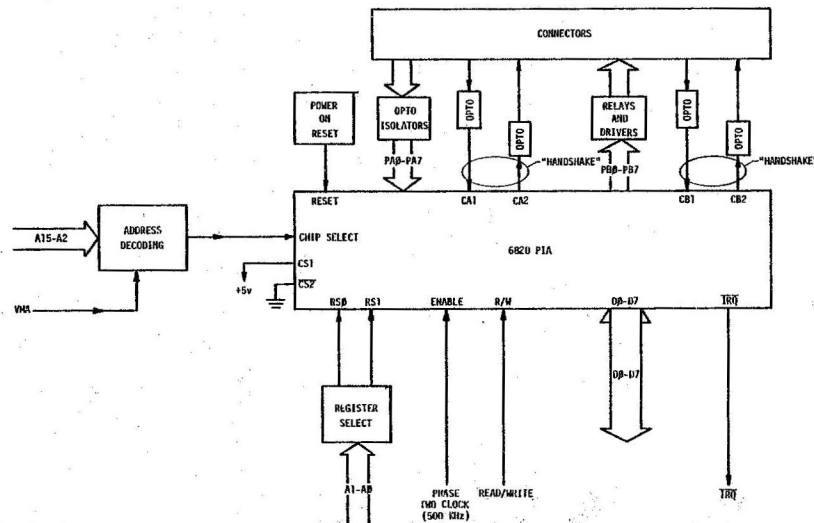 CONNECTORS
POWER
ON
RESET
OPTO
ISOLATORS
OPTO
OPTO
RELAYS
AND
DRIVERS
OPTO
OPTO
PAØ-PA7
"HANDSHAKE"
PBØ-PB7
"HANDSHAKE"
RESET
CA1
CA2
CB1
CB2
A15-A2
ADDRESS
DECODING
CHIP SELECT
6820 PIA
CS1
+5v
CS2
VMA
RSØ
RS1
ENABLE
R/W
DØ-D7
IRQ
DØ-D7
REGISTER
SELECT
A1-AØ
PHASE
TWO CLOCK
(500 KHz)
READ/WRITE
IRQ